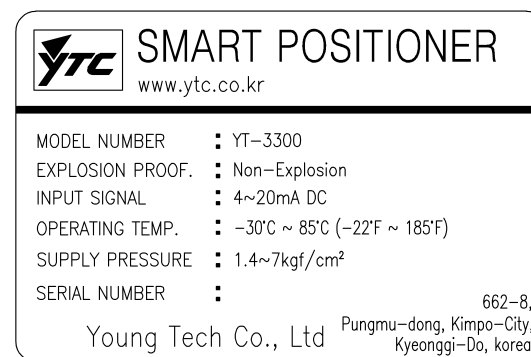 YTC
SMART POSITIONER
www.ytc.co.kr
MODEL NUMBER : YT-3300
EXPLOSION PROOF. : Non-Explosion
INPUT SIGNAL : 4~20mA DC
OPERATING TEMP. : -30°C ~ 85°C (-22°F ~ 185°F)
SUPPLY PRESSURE : 1.4~7kgf/cm²
SERIAL NUMBER :
Young Tech Co., Ltd
662-8,
Pungmu-dong, Kimpo-City,
Kyeonggi-Do, korea